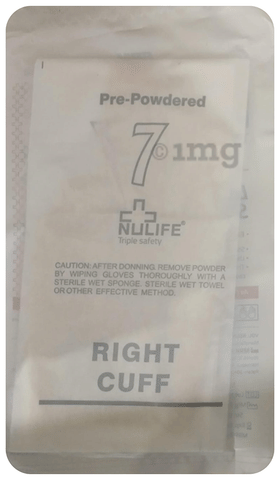 Pre-Powdered
7
©1mg
NULIFE®
Triple safety
CAUTION: AFTER DONNING, REMOVE POWDER
BY WIPING GLOVES THOROUGHLY WITH A
STERILE WET SPONGE, STERILE WET TOWEL
OR OTHER EFFECTIVE METHOD.
RIGHT
CUFF